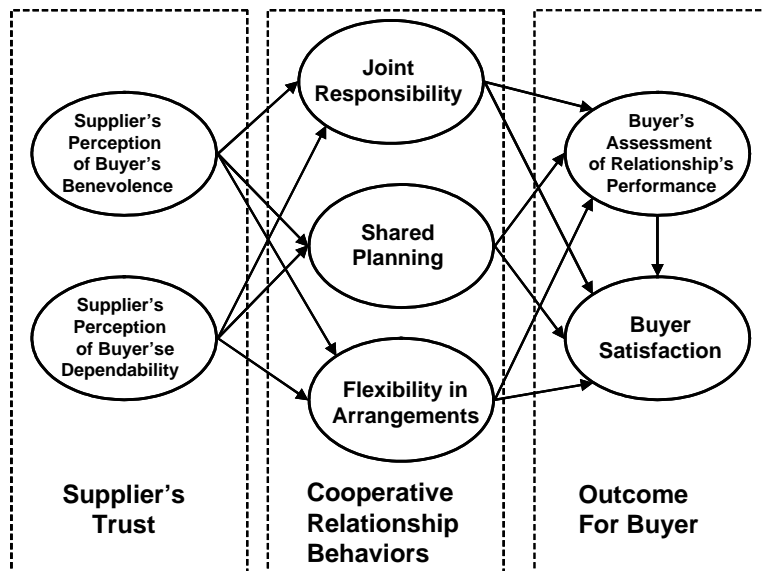 Supplier's
Perception
of Buyer's
Benevolence
Supplier's
Perception
of Buyer'se
Dependability
Supplier's
Trust
Joint
Responsibility
Shared
Planning
Flexibility in
Arrangements
Cooperative
Relationship
Behaviors
Buyer's
Assessment
of Relationship's
Performance
Buyer
Satisfaction
Outcome
For Buyer